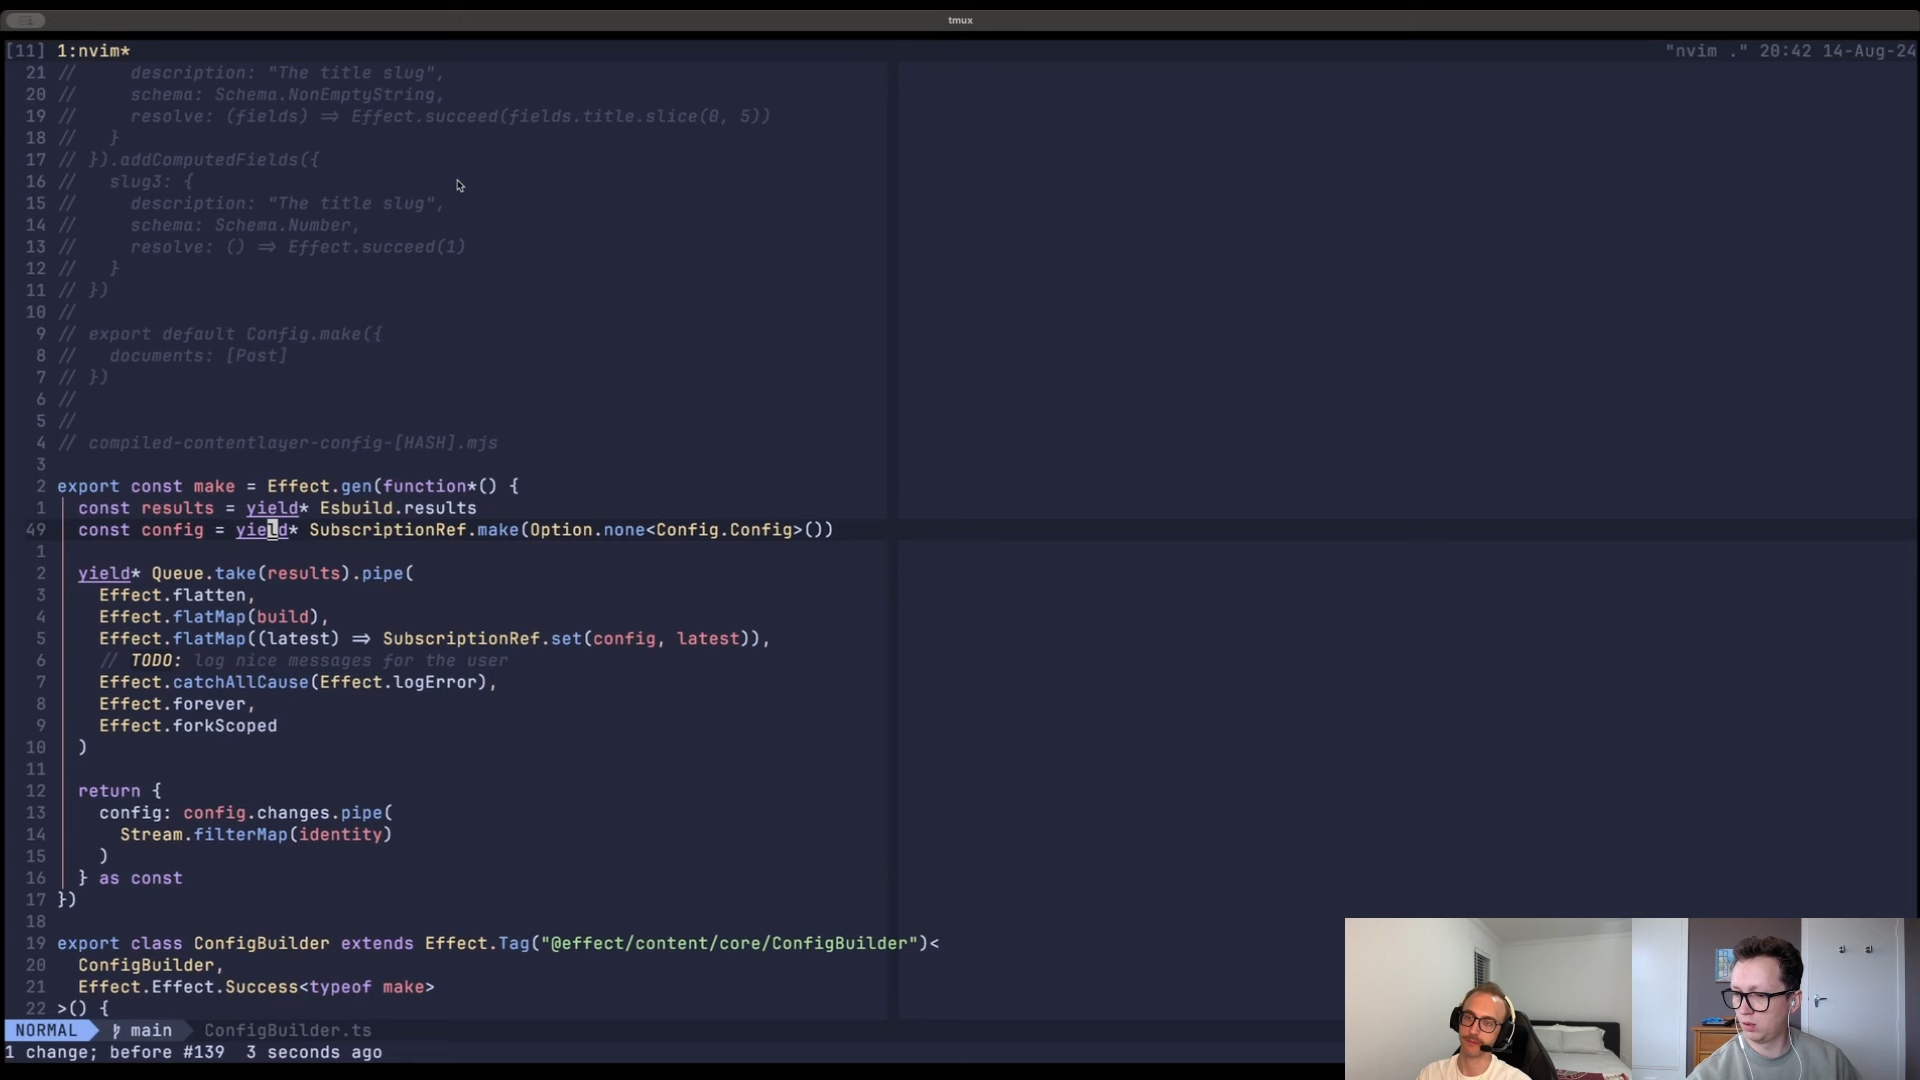 tmux
[11] 1:nvim* "nvim ." 20:42 14-Aug-24
21 //     description: "The title slug",
20 //     schema: Schema.NonEmptyString,
19 //     resolve: (fields) => Effect.succeed(fields.title.slice(0, 5))
18 //   }
17 // }).addComputedFields({
16 //   slug3: {
15 //     description: "The title slug",
14 //     schema: Schema.Number,
13 //     resolve: () => Effect.succeed(1)
12 //   }
11 // })
10 //
9 // export default Config.make({
8 //   documents: [Post]
7 // })
6 //
5 //
4 // compiled-contentlayer-config-[HASH].mjs
3
2 export const make = Effect.gen(function*() {
1   const results = yield* Esbuild.results
49   const config = yield* SubscriptionRef.make(Option.none<Config.Config>())
1
2   yield* Queue.take(results).pipe(
3     Effect.flatten,
4     Effect.flatMap(build),
5     Effect.flatMap((latest) => SubscriptionRef.set(config, latest)),
6     // TODO: log nice messages for the user
7     Effect.catchAllCause(Effect.logError),
8     Effect.forever,
9     Effect.forkScoped
10   )
11
12   return {
13     config: config.changes.pipe(
14       Stream.filterMap(identity)
15     )
16   } as const
17 })
18
19 export class ConfigBuilder extends Effect.Tag("@effect/content/core/ConfigBuilder")<
20   ConfigBuilder,
21   Effect.Effect.Success<typeof make>
22 >() {
NORMAL main ConfigBuilder.ts
1 change; before #139  3 seconds ago